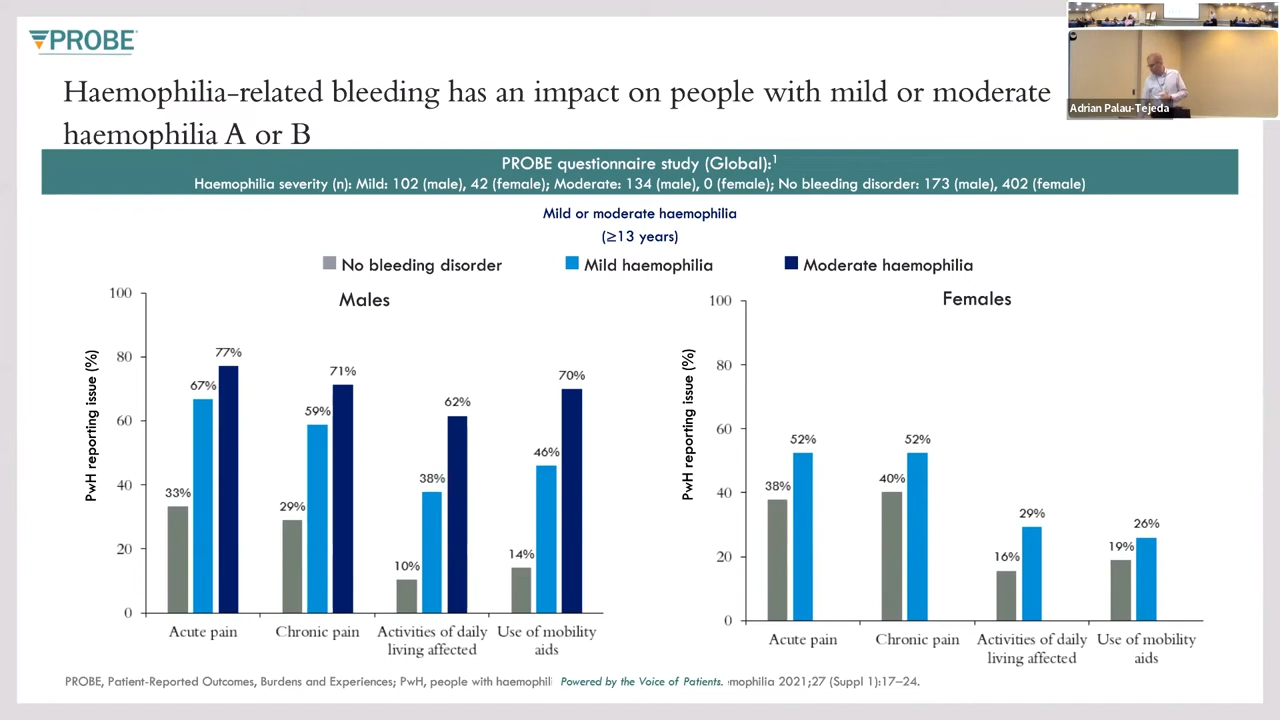 PROBE
Adrian Palau-Tejeda
Haemophilia-related bleeding has an impact on people with mild or moderate
haemophilia A or B
PROBE questionnaire study (Global):1
Haemophilia severity (n): Mild: 102 (male), 42 (female); Moderate: 134 (male), 0 (female); No bleeding disorder: 173 (male), 402 (female)
Mild or moderate haemophilia
(≥13 years)
No bleeding disorder
Mild haemophilia
Moderate haemophilia
Males
PwH reporting issue (%)
100
80
60
40
20
0
33%
67%
77%
29%
59%
71%
10%
38%
62%
14%
46%
70%
Acute pain
Chronic pain
Activities of daily
living affected
Use of mobility
aids
Females
PwH reporting issue (%)
100
80
60
40
20
0
38%
52%
40%
52%
16%
29%
19%
26%
Acute pain
Chronic pain
Activities of daily
living affected
Use of mobility
aids
PROBE, Patient-Reported Outcomes, Burdens and Experiences; PwH, people with haemophil
Powered by the Voice of Patients.
mophilia 2021;27 (Suppl 1):17–24.